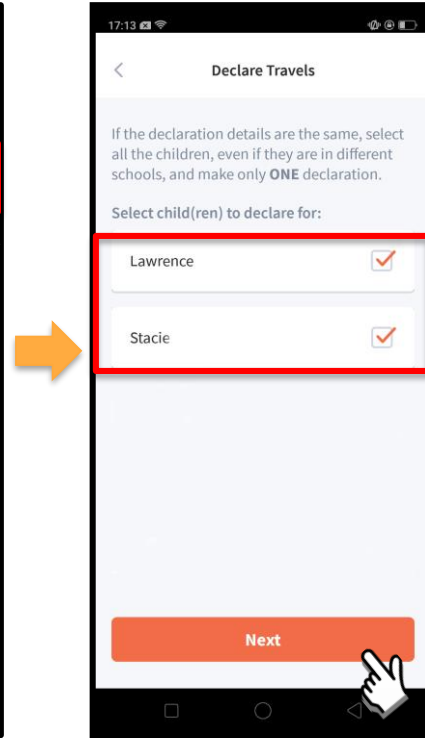 17:13
Declare Travels
If the declaration details are the same, select
all the children, even if they are in different
schools, and make only ONE declaration.
Select child(ren) to declare for:
Lawrence
Stacie
Next